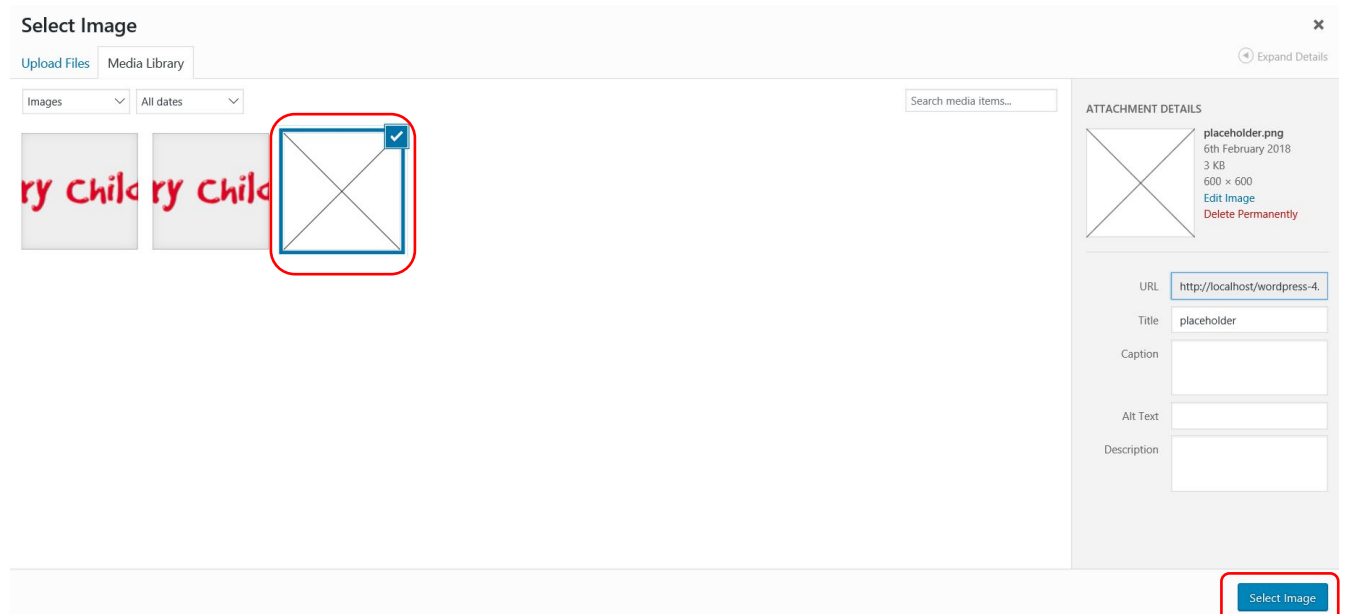 Select Image
Upload Files
Media Library
Expand Details
Images
All dates
Search media items...
ry Chil
ry Chil
ATTACHMENT DETAILS
placeholder.png
6th February 2018
3 KB
600 × 600
Edit Image
Delete Permanently
URL
http://localhost/wordpress-4.
Title
placeholder
Caption
Alt Text
Description
Select Image